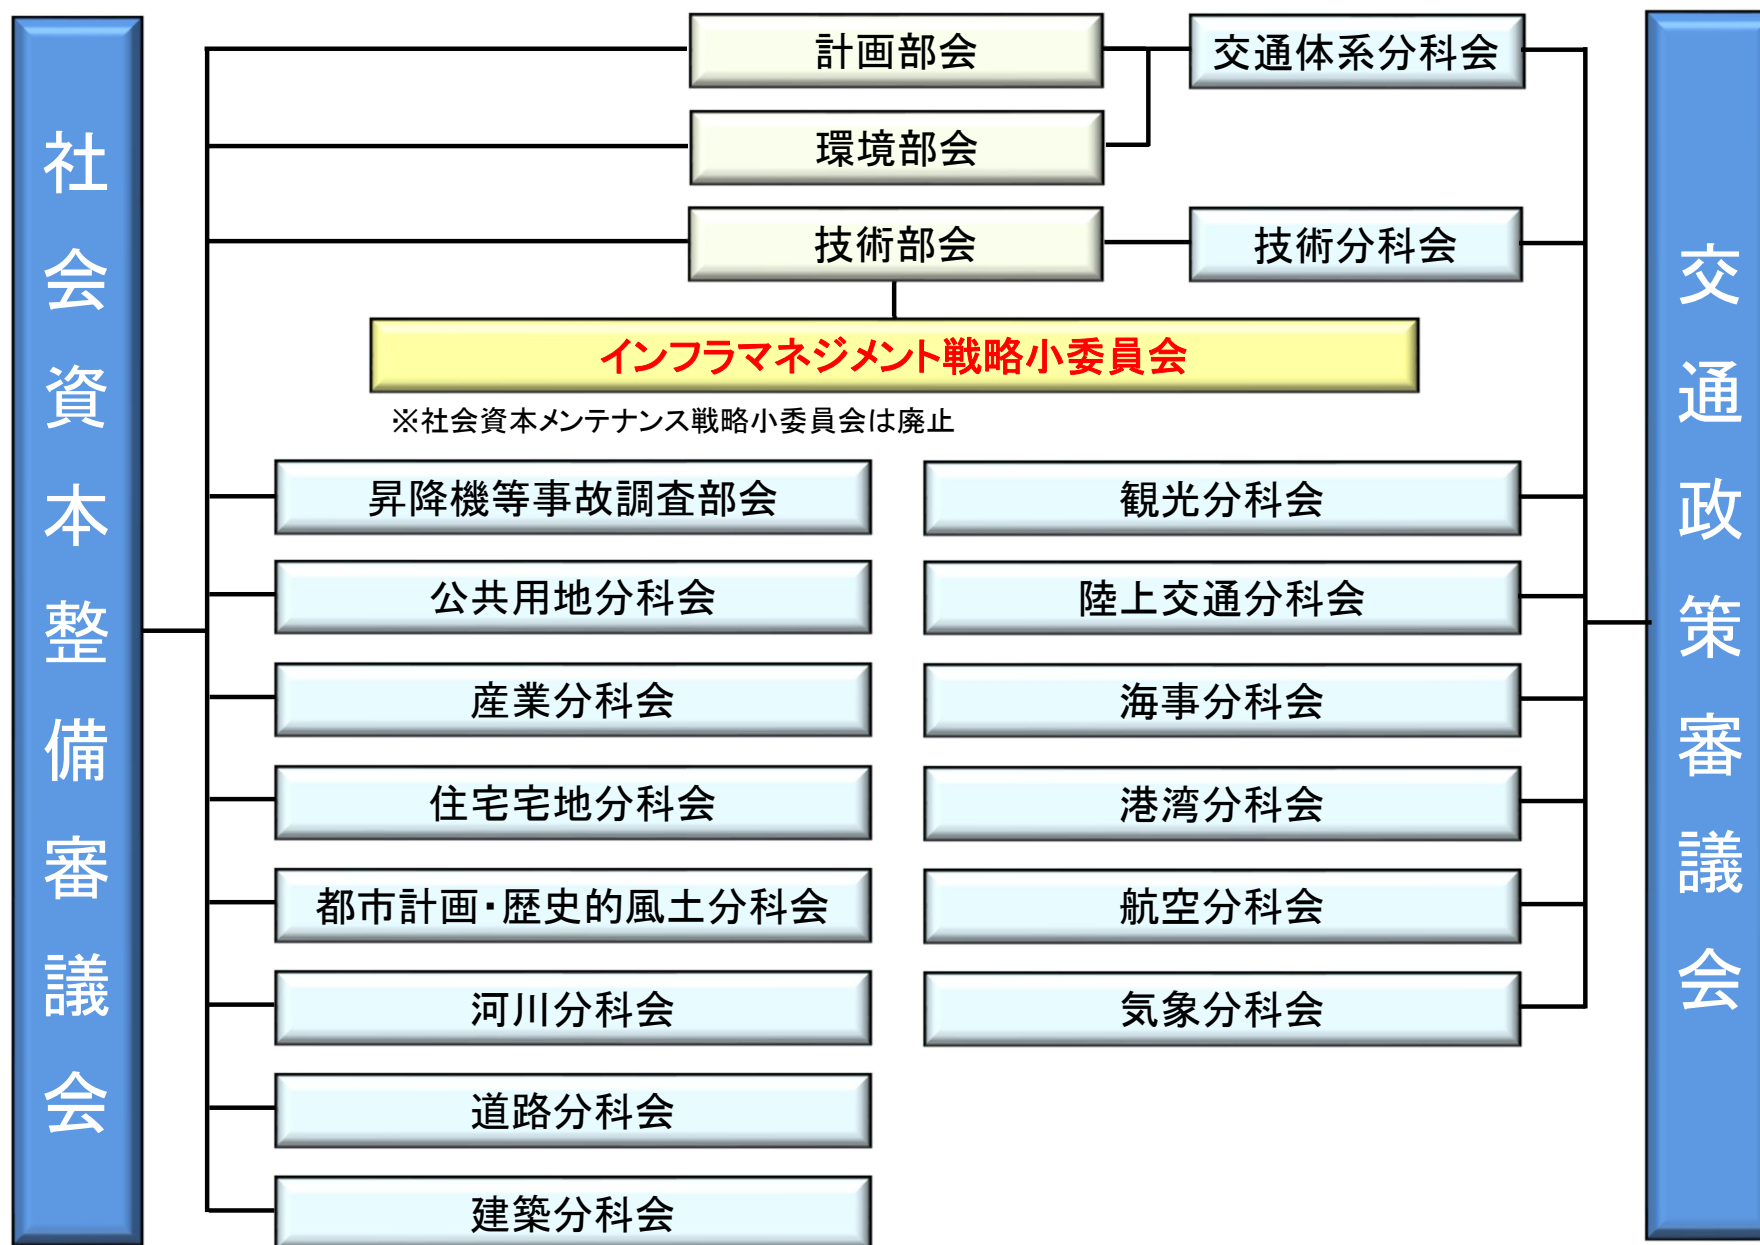 社会資本整備審議会
計画部会
交通体系分科会
環境部会
技術部会
技術分科会
インフラマネジメント戦略小委員会
※社会資本メンテナンス戦略小委員会は廃止
昇降機等事故調査部会
観光分科会
公共用地分科会
陸上交通分科会
産業分科会
海事分科会
住宅宅地分科会
港湾分科会
都市計画・歴史的風土分科会
航空分科会
河川分科会
気象分科会
道路分科会
建築分科会
交通政策審議会